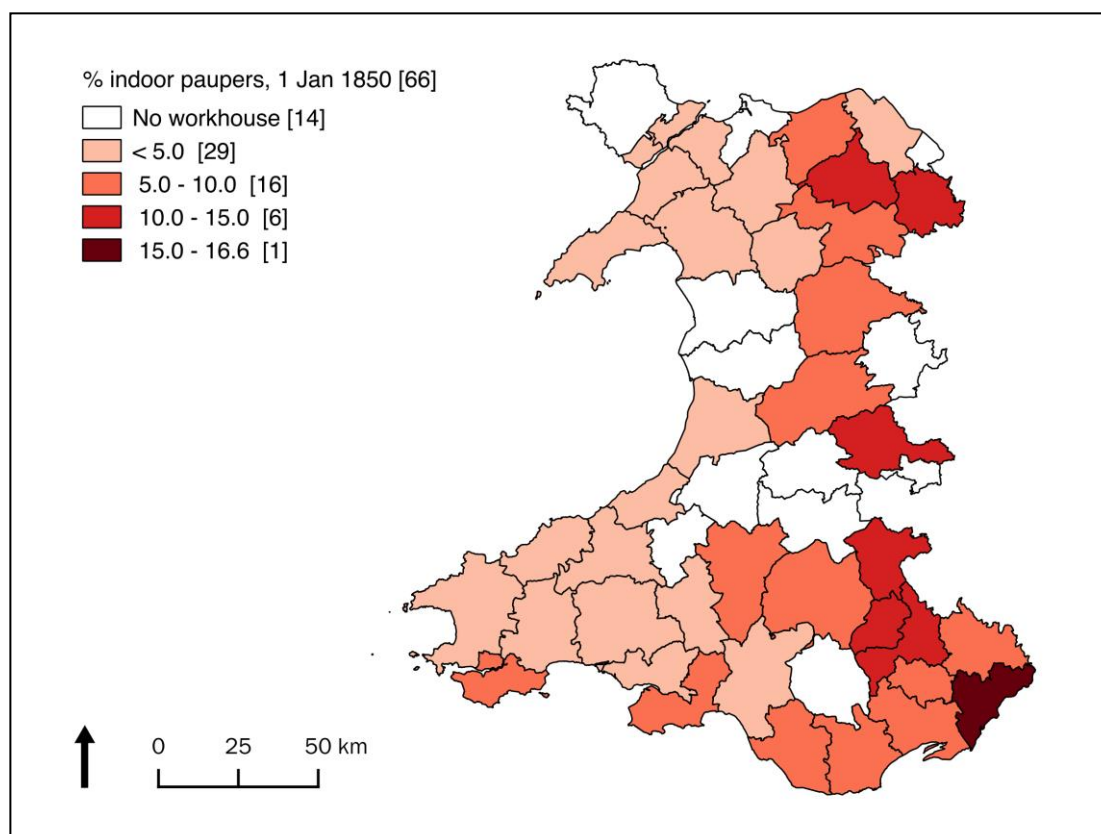 % indoor paupers, 1 Jan 1850 [66]
No workhouse [14]
< 5.0 [29]
5.0 - 10.0 [16]
10.0 - 15.0 [6]
15.0 - 16.6 [1]
0 25 50 km